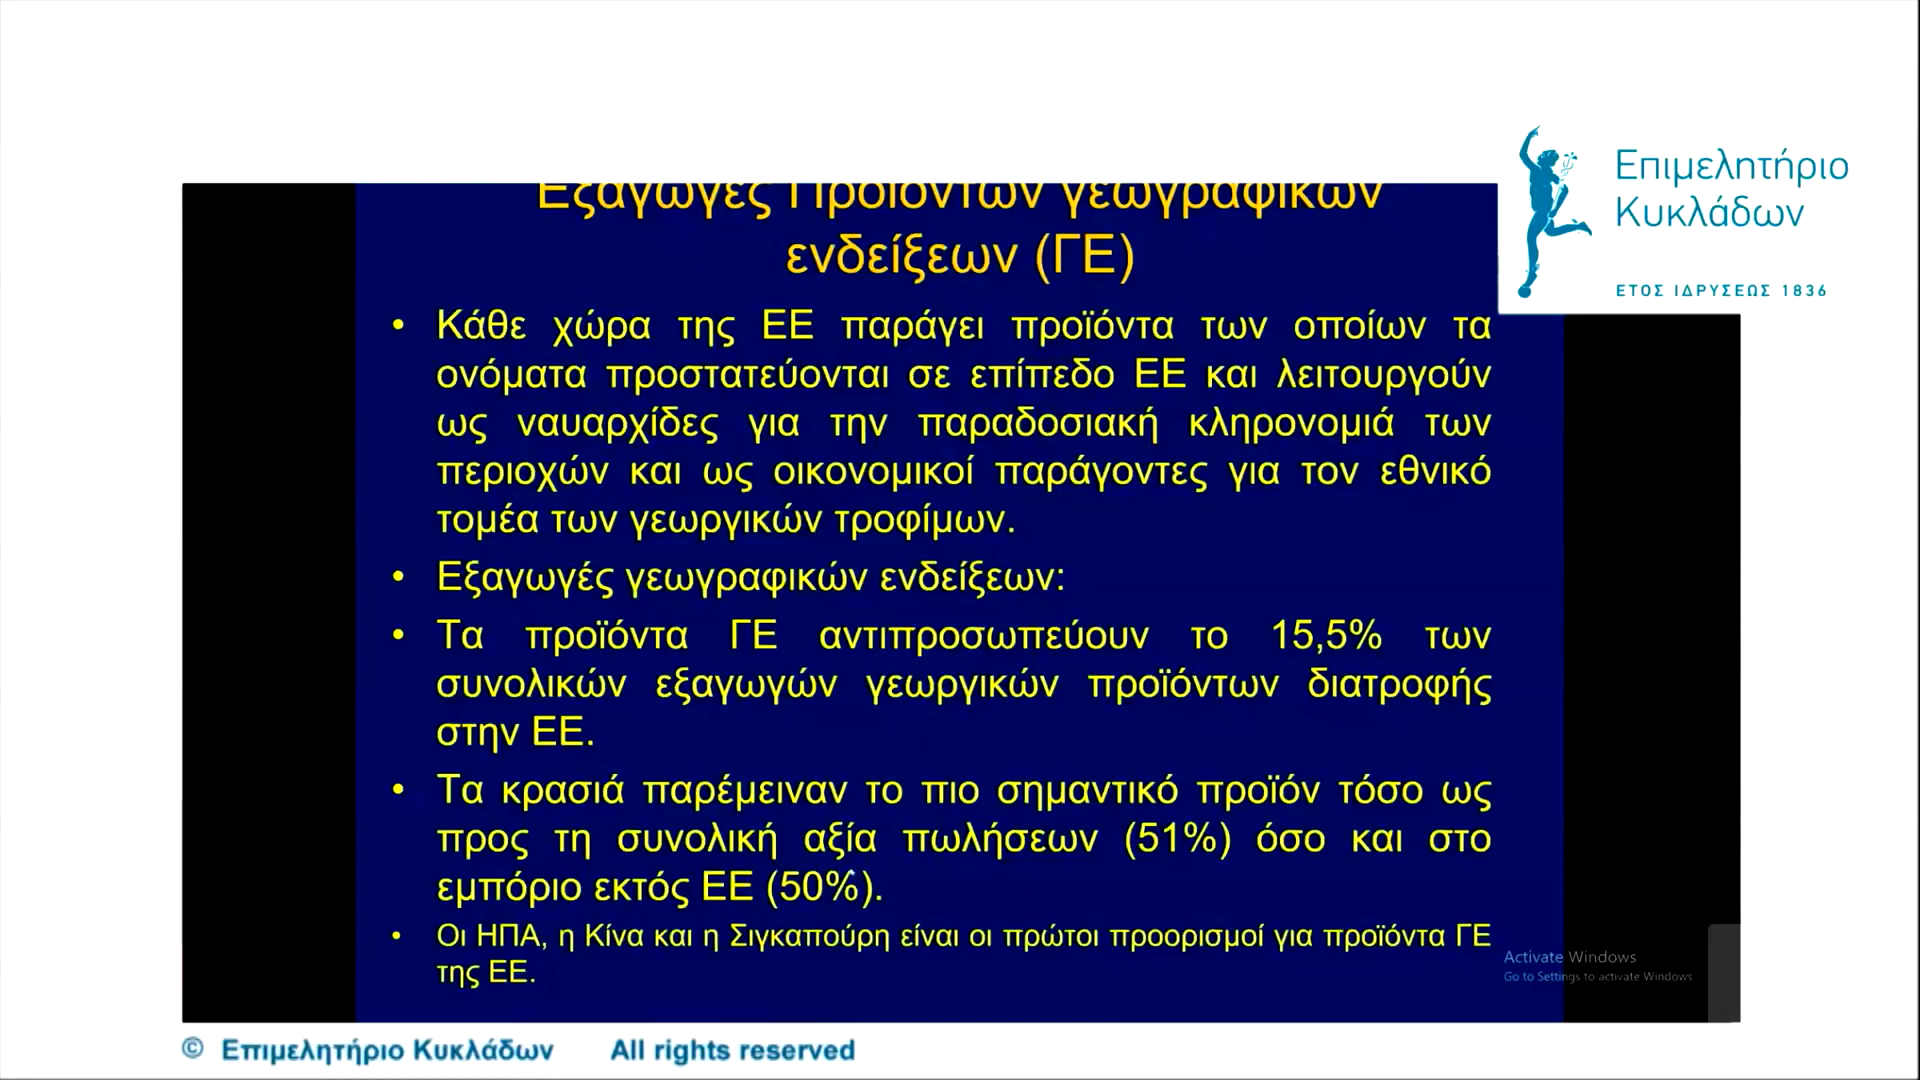 Επιμελητήριο
Κυκλάδων
ΕΤΟΣ ΙΔΡΥΣΕΩΣ 1836
Εξαγωγές Προϊόντων γεωγραφικών
ενδείξεων (ΓΕ)
• Κάθε χώρα της ΕΕ παράγει προϊόντα των οποίων τα
ονόματα προστατεύονται σε επίπεδο ΕΕ και λειτουργούν
ως ναυαρχίδες για την παραδοσιακή κληρονομιά των
περιοχών και ως οικονομικοί παράγοντες για τον εθνικό
τομέα των γεωργικών τροφίμων.
• Εξαγωγές γεωγραφικών ενδείξεων:
• Τα προϊόντα ΓΕ αντιπροσωπεύουν το 15,5% των
συνολικών εξαγωγών γεωργικών προϊόντων διατροφής
στην ΕΕ.
• Τα κρασιά παρέμειναν το πιο σημαντικό προϊόν τόσο ως
προς τη συνολική αξία πωλήσεων (51%) όσο και στο
εμπόριο εκτός ΕΕ (50%).
• Οι ΗΠΑ, η Κίνα και η Σιγκαπούρη είναι οι πρώτοι προορισμοί για προϊόντα ΓΕ
της ΕΕ.
Activate Windows
Go to Settings to activate Windows
© Επιμελητήριο Κυκλάδων All rights reserved